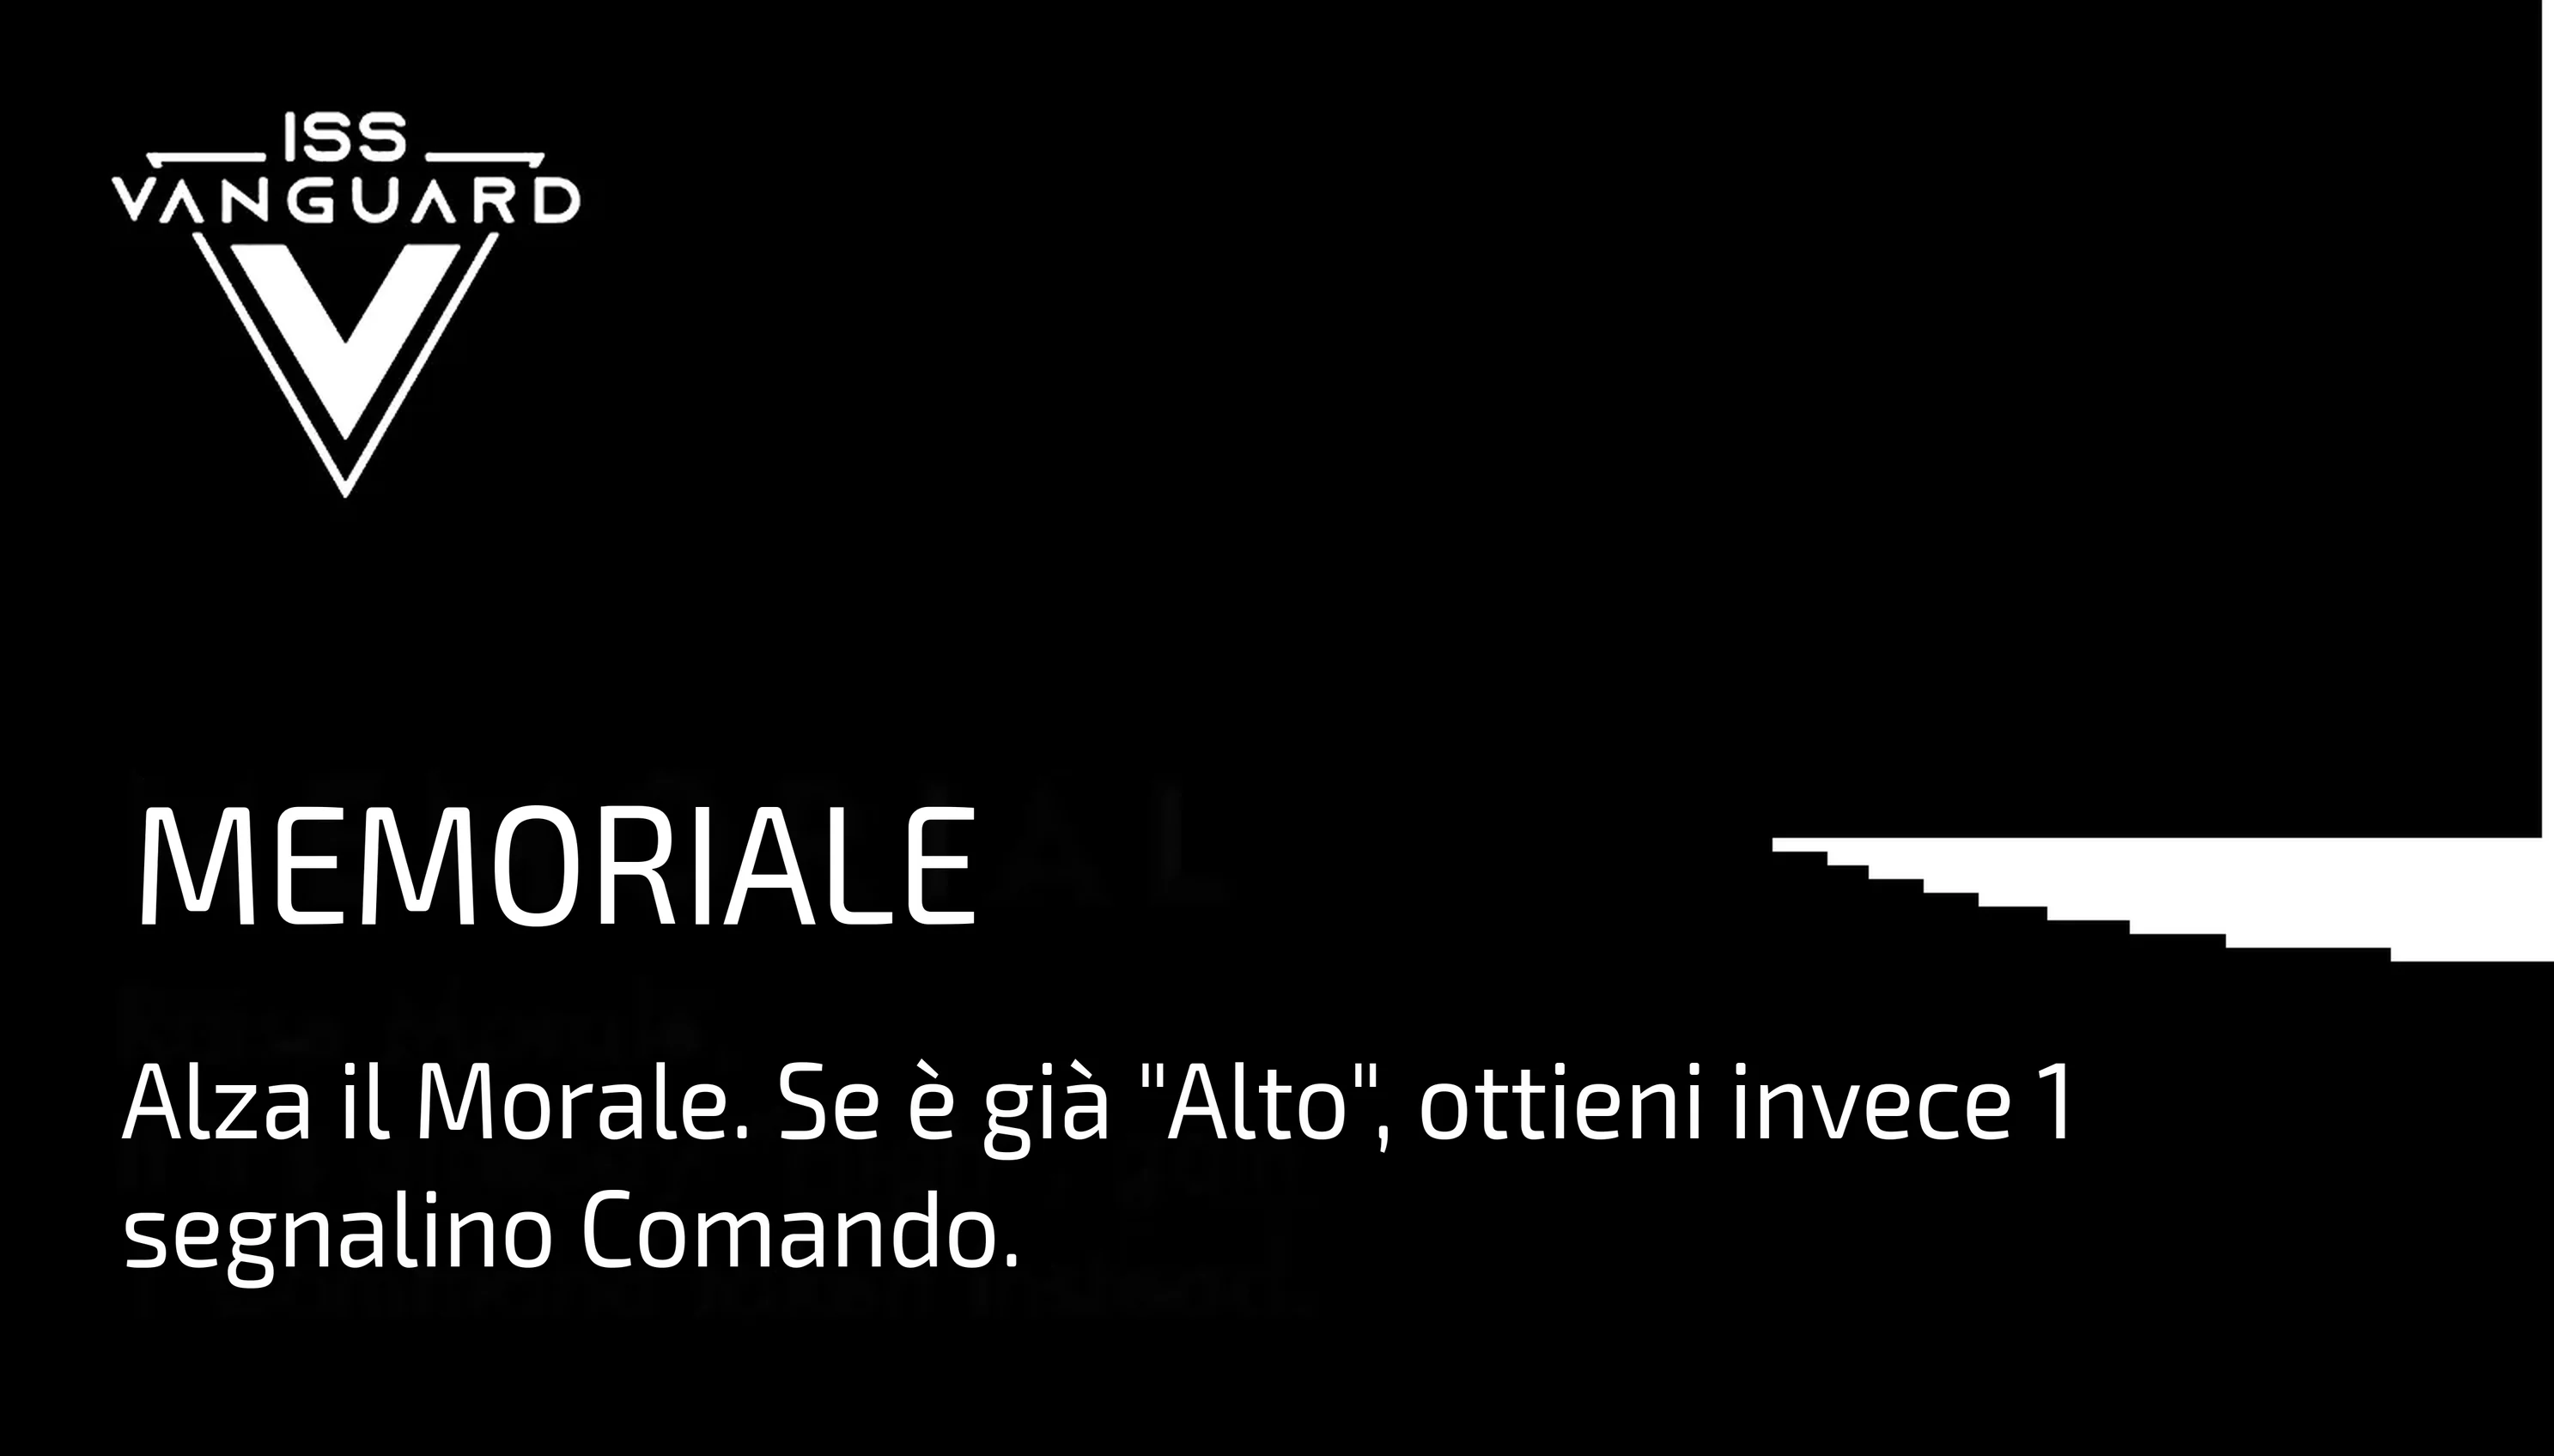 ISS
VANGUARD
MEMORIALE
Alza il Morale. Se è già "Alto", ottieni invece 1
segnalino Comando.